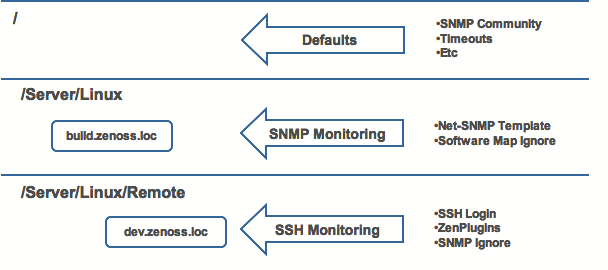 /
Defaults
•SNMP Community
•Timeouts
•Etc
/Server/Linux
build.zenoss.loc
SNMP Monitoring
•Net-SNMP Template
•Software Map Ignore
/Server/Linux/Remote
dev.zenoss.loc
SSH Monitoring
•SSH Login
•ZenPlugins
•SNMP Ignore